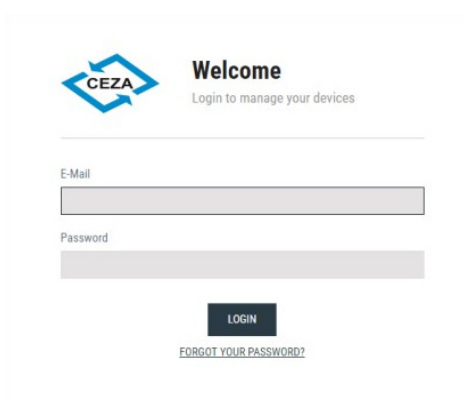 CEZA
Welcome
Login to manage your devices
E-Mail
Password
LOGIN
FORGOT YOUR PASSWORD?